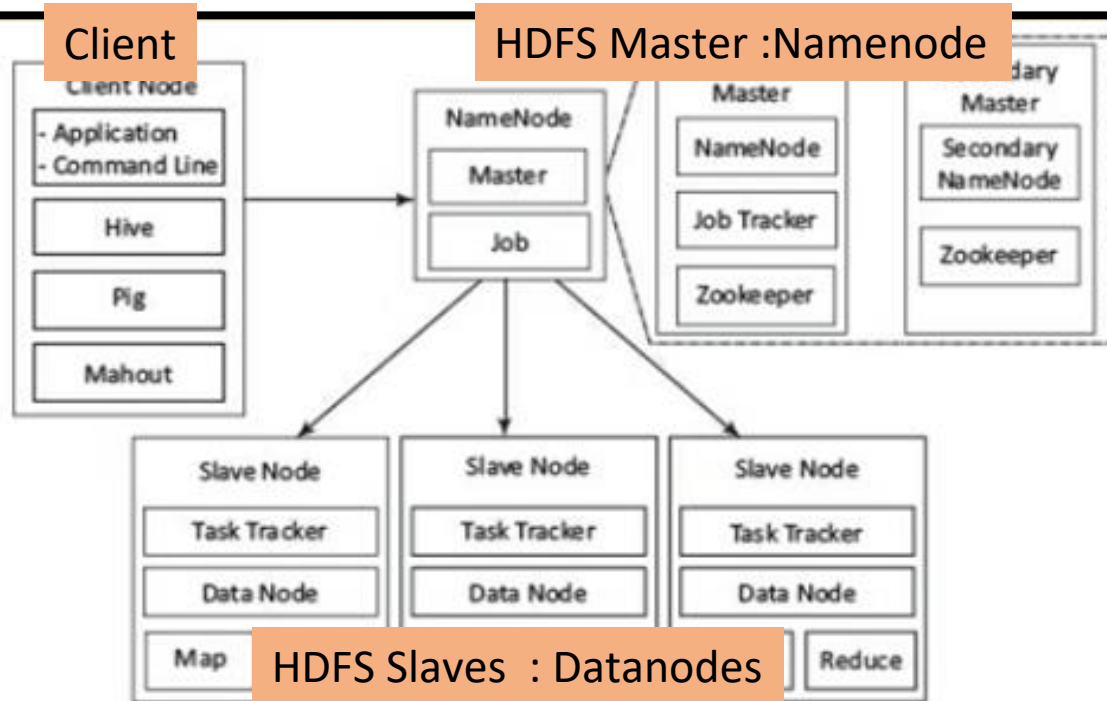 Client
HDFS Master :Namenode
Client Node
- Application
- Command Line
Hive
Pig
Mahout
NameNode
Master
Job
Master
NameNode
Job Tracker
Zookeeper
Master
Secondary
NameNode
Zookeeper
Slave Node
Task Tracker
Data Node
Map
Slave Node
Task Tracker
Data Node
Slave Node
Task Tracker
Data Node
Reduce
HDFS Slaves : Datanodes